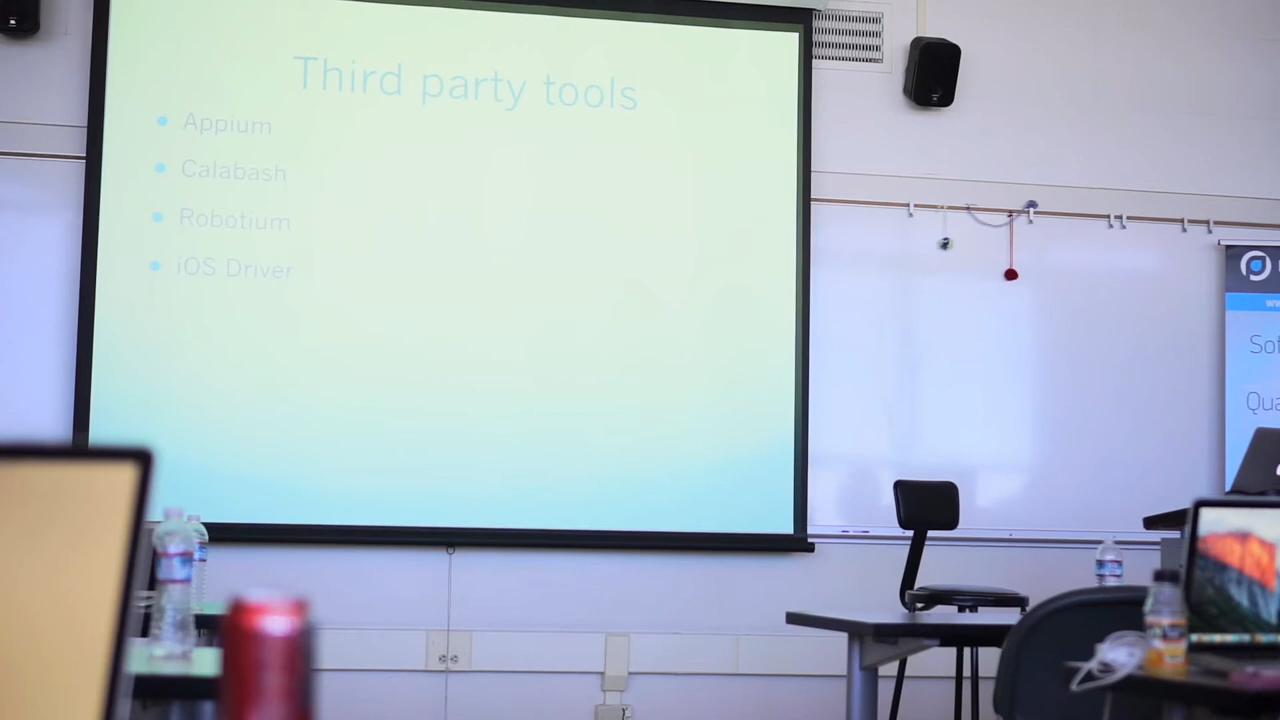 Third party tools
Appium
Calabash
Robotium
iOS Driver